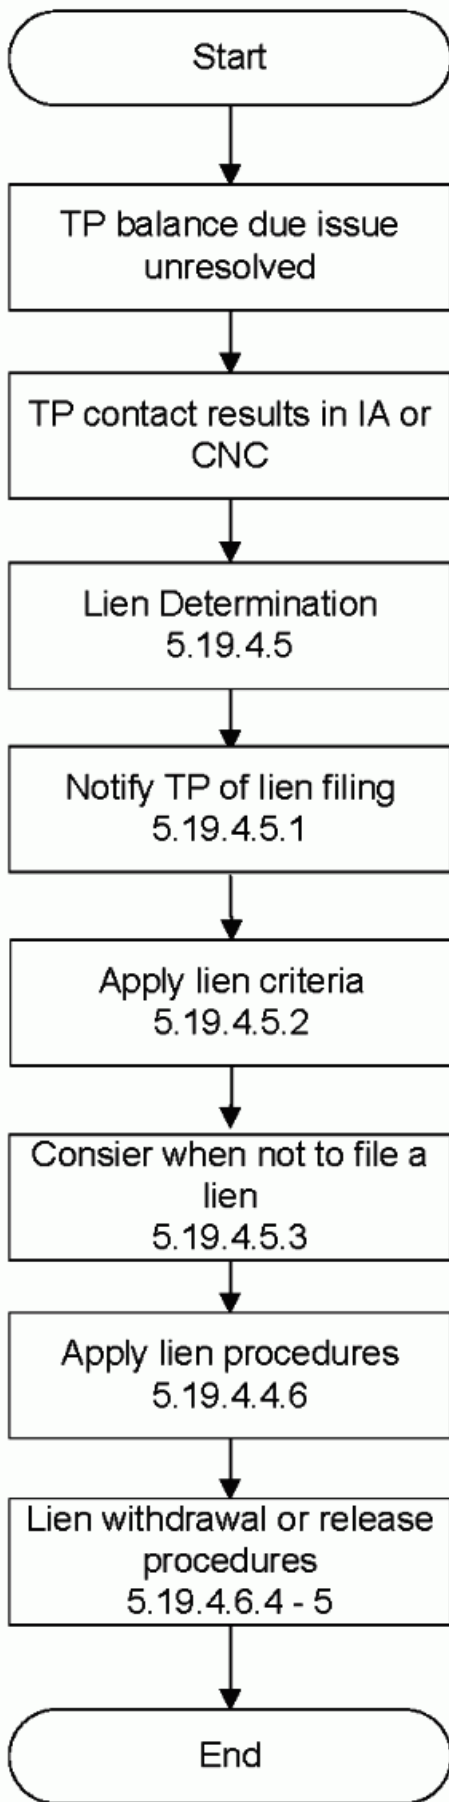 Start
TP balance due issue
unresolved
TP contact results in IA or
CNC
Lien Determination
5.19.4.5
Notify TP of lien filing
5.19.4.5.1
Apply lien criteria
5.19.4.5.2
Consier when not to file a
lien
5.19.4.5.3
Apply lien procedures
5.19.4.4.6
Lien withdrawal or release
procedures
5.19.4.6.4 - 5
End